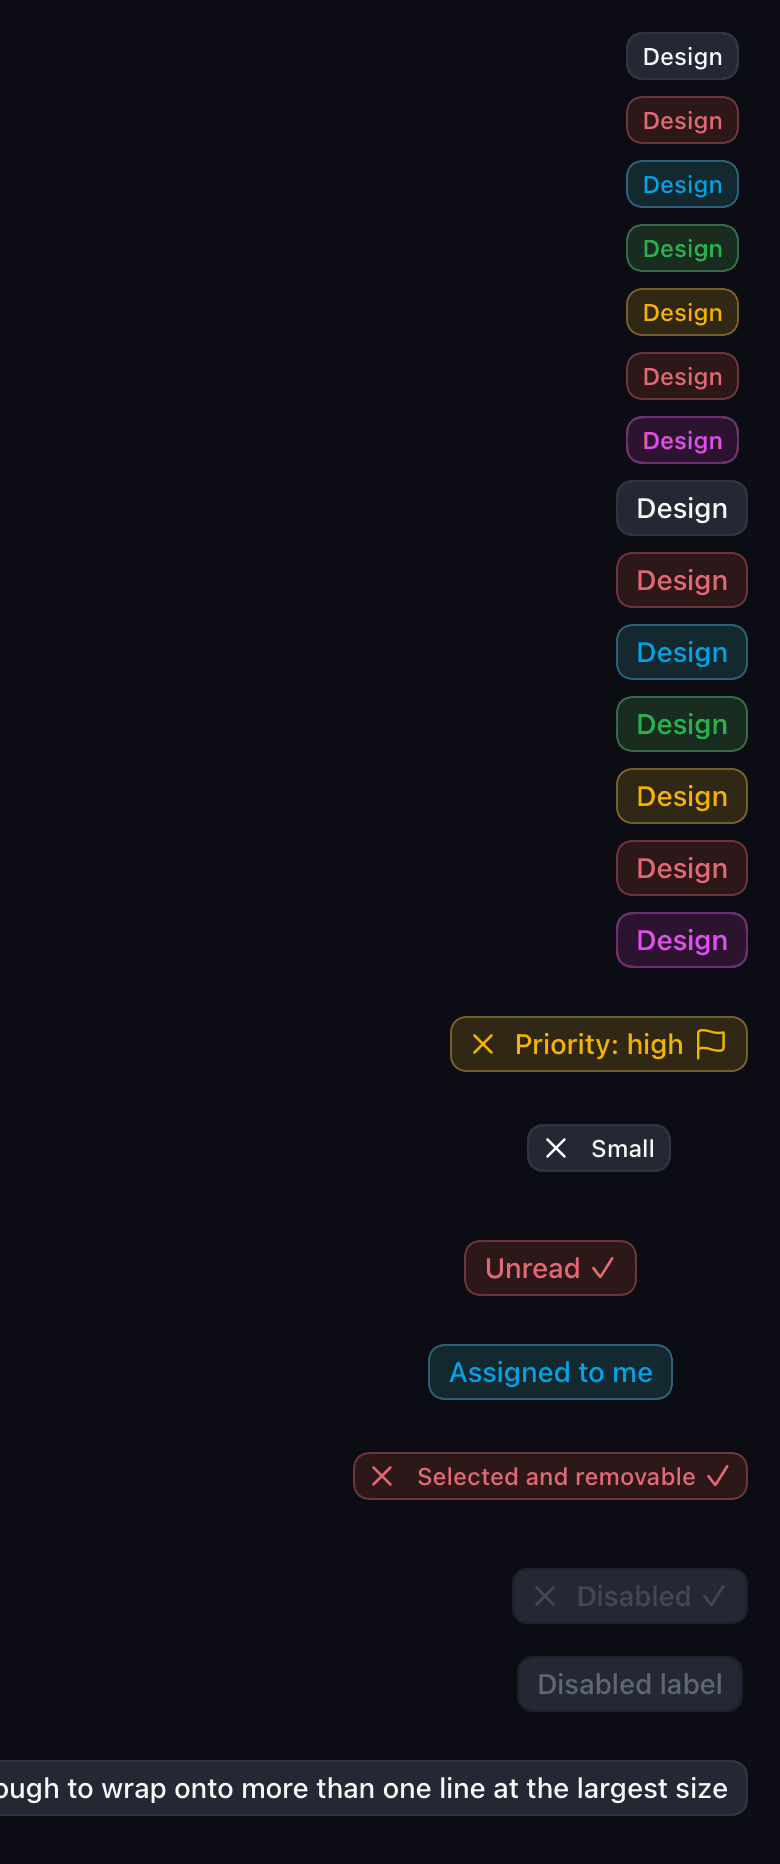 Design
Design
Design
Design
Design
Design
Design
Design
Design
Design
Design
Design
Design
Design
Priority: high
Small
Unread
Assigned to me
Selected and removable
Disabled
Disabled label
to wrap onto more than one line at the largest size